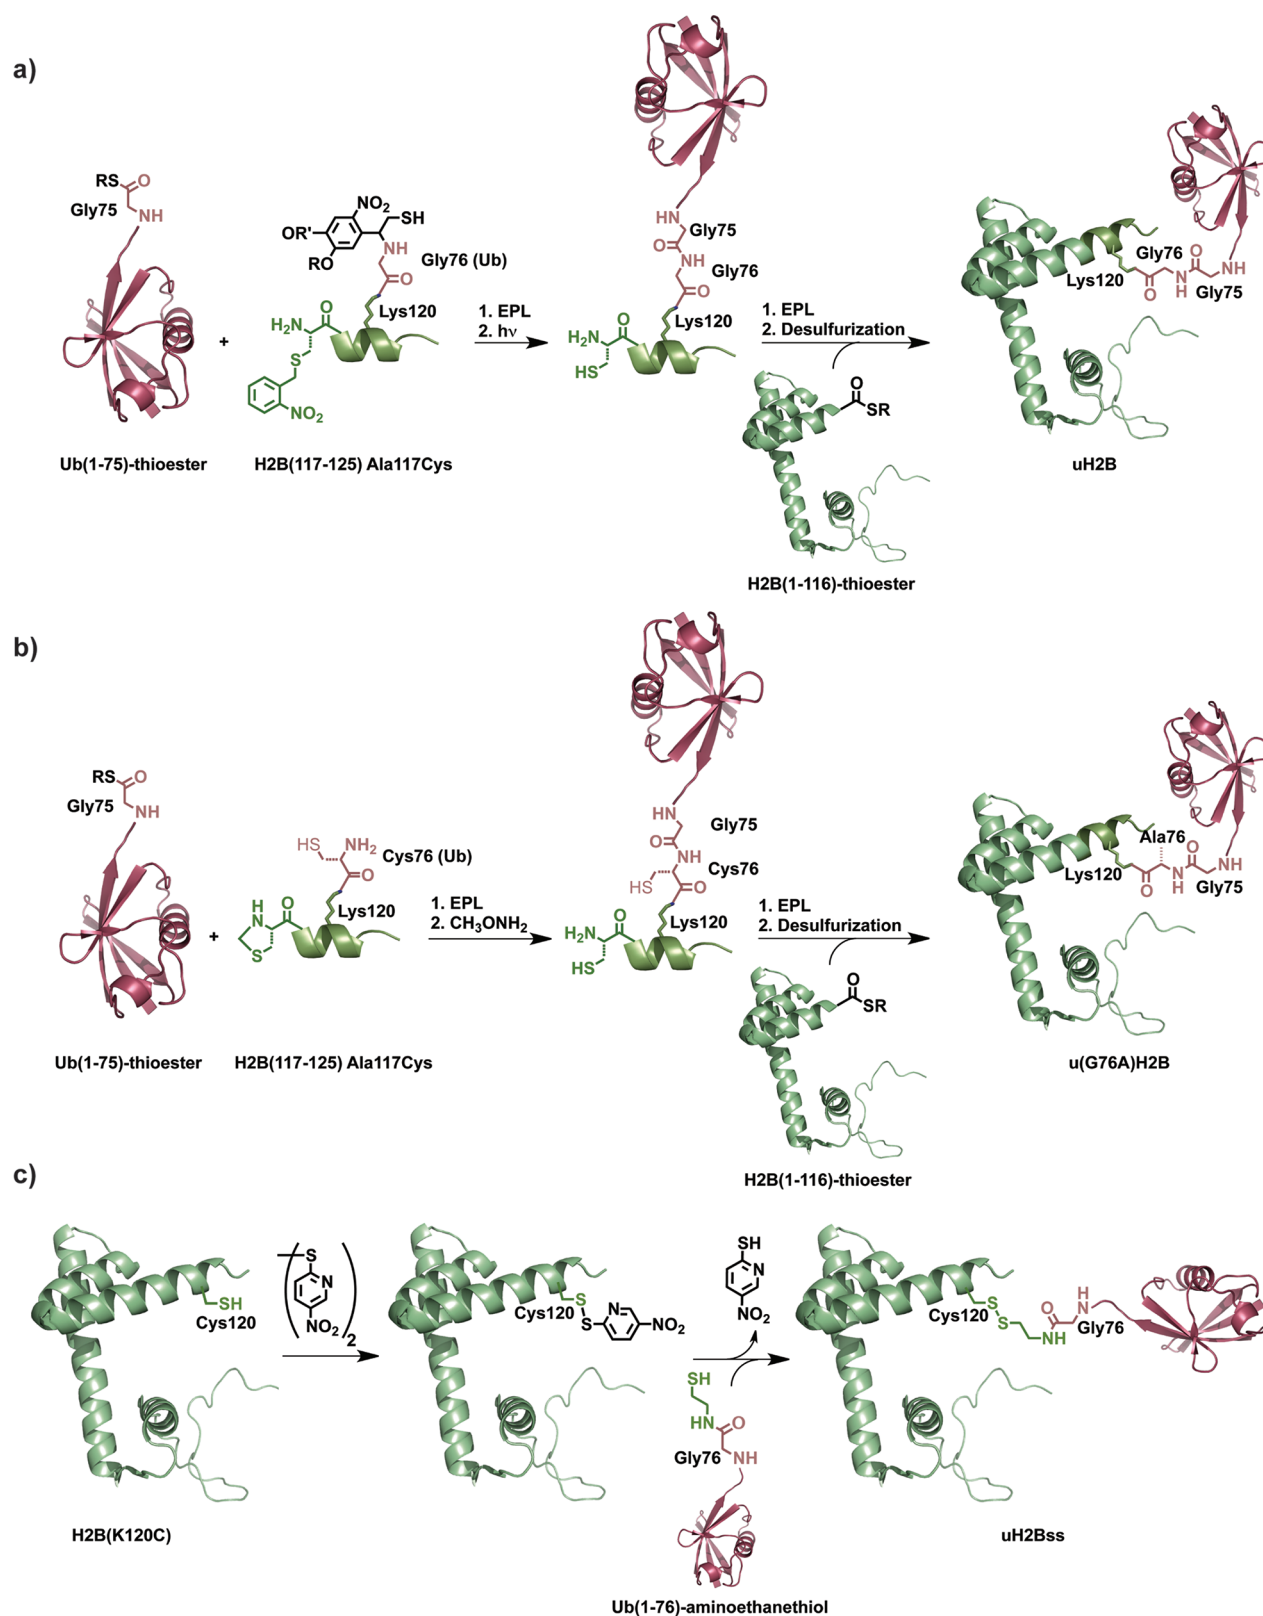 a)
RS
O
Gly75
NH
NO2
SH
OR'
RO
HN
Gly76 (Ub)
O
Lys120
O
H2N
S
NO2
+
Ub(1-75)-thioester
H2B(117-125) Ala117Cys
1. EPL
2. hν
HN
Gly75
O
NH
Gly76
O
Lys120
O
H2N
HS
1. EPL
2. Desulfurization
O
SR
H2B(1-116)-thioester
Gly76
O
Lys120
NH
O
N
H
Gly75
uH2B
b)
RS
O
Gly75
NH
HS
NH2
Cys76 (Ub)
O
Lys120
H
N
O
S
+
Ub(1-75)-thioester
H2B(117-125) Ala117Cys
1. EPL
2. CH3ONH2
HN
Gly75
O
NH
Cys76
HS
O
Lys120
O
H2N
HS
1. EPL
2. Desulfurization
O
SR
H2B(1-116)-thioester
Ala76
O
Lys120
NH
O
N
H
Gly75
u(G76A)H2B
c)
SH
Cys120
S
N
NO2
2
H2B(K120C)
Cys120
S
S
N
NO2
SH
N
NO2
SH
HN
O
Gly76
NH
Ub(1-76)-aminoethanethiol
Cys120
S
S
NH
O
H
N
Gly76
uH2Bss